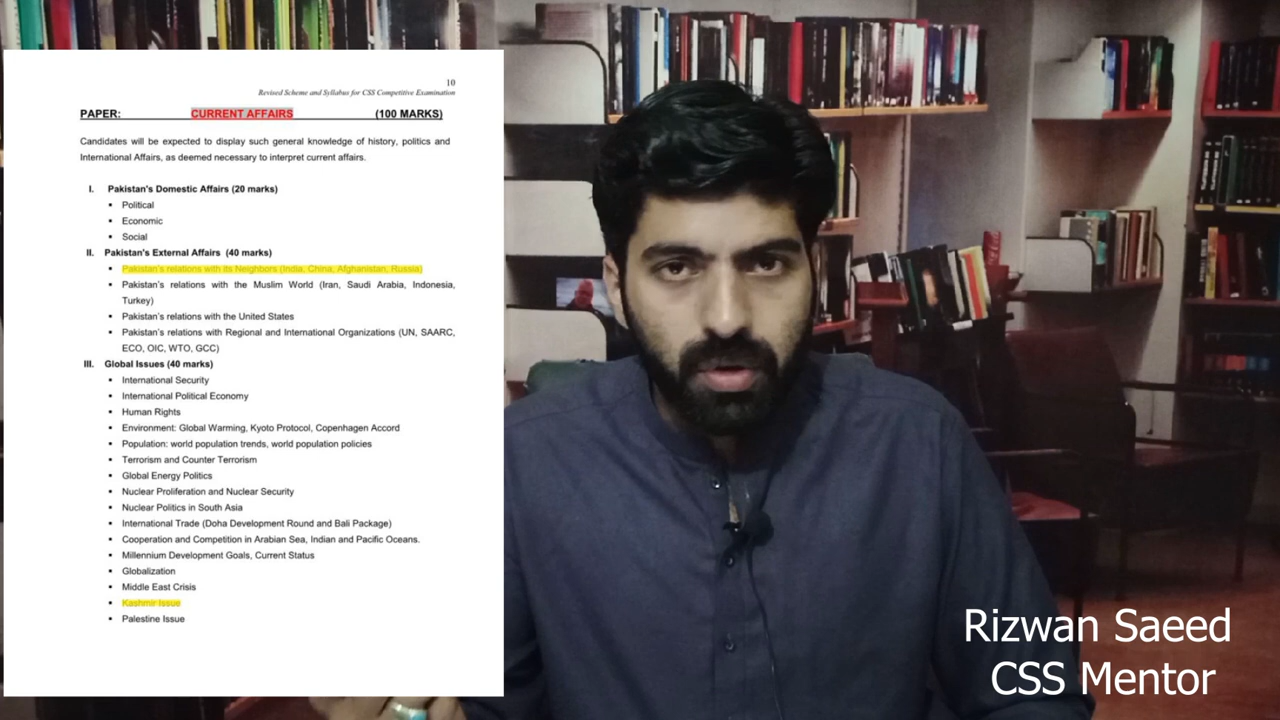 10
Revised Scheme and Syllabus for CSS Competitive Examination
PAPER: CURRENT AFFAIRS (100 MARKS)
Candidates will be expected to display such general knowledge of history, politics and
International Affairs, as deemed necessary to interpret current affairs.
I. Pakistan's Domestic Affairs (20 marks)
• Political
• Economic
• Social
II. Pakistan's External Affairs (40 marks)
• Pakistan's relations with its Neighbors (India, China, Afghanistan, Russia)
• Pakistan's relations with the Muslim World (Iran, Saudi Arabia, Indonesia,
Turkey)
• Pakistan's relations with the United States
• Pakistan's relations with Regional and International Organizations (UN, SAARC,
ECO, OIC, WTO, GCC)
III. Global Issues (40 marks)
• International Security
• International Political Economy
• Human Rights
• Environment: Global Warming, Kyoto Protocol, Copenhagen Accord
• Population: world population trends, world population policies
• Terrorism and Counter Terrorism
• Global Energy Politics
• Nuclear Proliferation and Nuclear Security
• Nuclear Politics in South Asia
• International Trade (Doha Development Round and Bali Package)
• Cooperation and Competition in Arabian Sea, Indian and Pacific Oceans.
• Millennium Development Goals, Current Status
• Globalization
• Middle East Crisis
• Kashmir Issue
• Palestine Issue
Rizwan Saeed
CSS Mentor